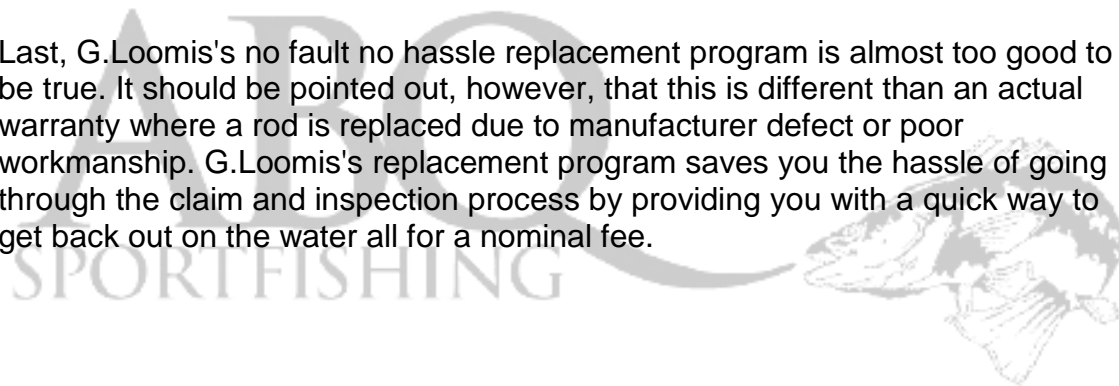 Last, G.Loomis's no fault no hassle replacement program is almost too good to
be true. It should be pointed out, however, that this is different than an actual
warranty where a rod is replaced due to manufacturer defect or poor
workmanship. G.Loomis's replacement program saves you the hassle of going
through the claim and inspection process by providing you with a quick way to
get back out on the water all for a nominal fee.
ABQ
SPORTFISHING